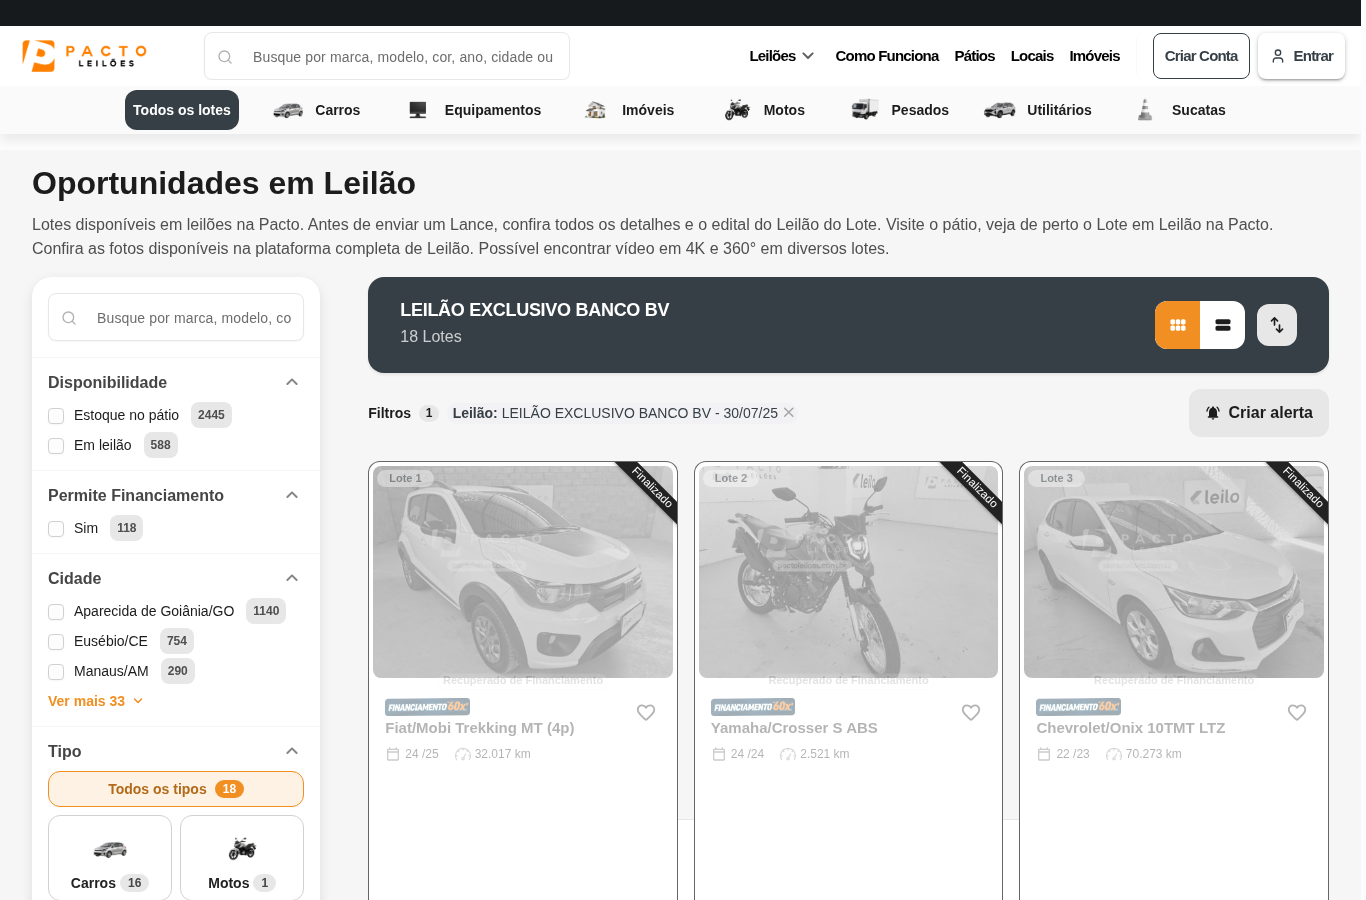 PACTO
LEILÕES
Busque por marca, modelo, cor, ano, cidade ou
Leilões
Como Funciona
Pátios
Locais
Imóveis
Criar Conta
Entrar
Todos os lotes
Carros
Equipamentos
Imóveis
Motos
Pesados
Utilitários
Sucatas
Oportunidades em Leilão
Lotes disponíveis em leilões na Pacto. Antes de enviar um Lance, confira todos os detalhes e o edital do Leilão do Lote. Visite o pátio, veja de perto o Lote em Leilão na Pacto.
Confira as fotos disponíveis na plataforma completa de Leilão. Possível encontrar vídeo em 4K e 360° em diversos lotes.
Busque por marca, modelo, co
Disponibilidade
Estoque no pátio 2445
Em leilão 588
Permite Financiamento
Sim 118
Cidade
Aparecida de Goiânia/GO 1140
Eusébio/CE 754
Manaus/AM 290
Ver mais 33
Tipo
Todos os tipos 18
Carros 16
Motos 1
LEILÃO EXCLUSIVO BANCO BV
18 Lotes
Filtros 1
Leilão: LEILÃO EXCLUSIVO BANCO BV - 30/07/25
Criar alerta
Lote 1
Finalizado
PACTO
Recuperado de Financiamento
FINANCIAMENTO 60x
Fiat/Mobi Trekking MT (4p)
24 /25
32.017 km
Lote 2
Finalizado
leilo
PACTO
pactoleiloes.com.br
Recuperado de Financiamento
FINANCIAMENTO 60x
Yamaha/Crosser S ABS
24 /24
2.521 km
Lote 3
Finalizado
leilo
PACTO
Recuperado de Financiamento
FINANCIAMENTO 60x
Chevrolet/Onix 10TMT LTZ
22 /23
70.273 km